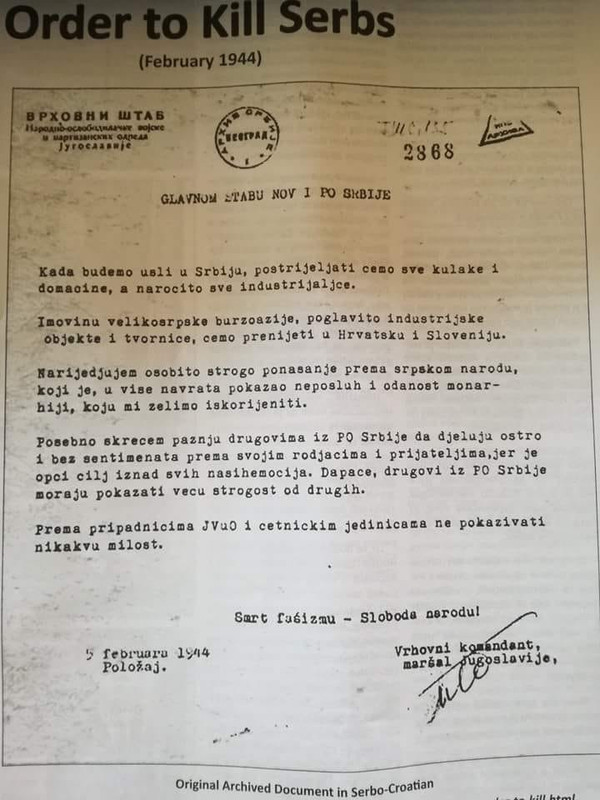 Order to Kill Serbs
(February 1944)
ВРХОВНИ ШТАБ
Народно-ослободилачке војске
и партизанских одреда
Југославије
АРХИВ СРБИЈЕ
БЕОГРАД
2868
GLAVNOM ŠTABU NOV I PO SRBIJE
Kada budemo usli u Srbiju, postrijeljati cemo sve kulake i
domacine, a narocito sve industrijaljce.
Imovinu velikosrpske burzoazije, poglavito industrijske
objekte i tvornice, cemo prenijeti u Hrvatsku i Sloveniju.
Narijedjujem osobito strogo ponasanje prema srpskom narodu,
koji je, u vise navrata pokazao neposluh i odanost monar-
hiji, koju mi zelimo iskorijeniti.
Posebno skrecem paznju drugovima iz PO Srbije da djeluju ostro
i bez sentimenata prema svojim rodjacima i prijateljima,jer je
opci cilj iznad svih nasihemocija. Dapace, drugovi iz PO Srbije
moraju pokazati vecu strogost od drugih.
Prema pripadnicima JVuO i cetnickim jedinicama ne pokazivati
nikakvu milost.
Smrt fašizmu - Sloboda narodu!
5 februara 1944
Položaj.
Vrhovni komandant,
maršal Jugoslavije,
Tito
Original Archived Document in Serbo-Croatian